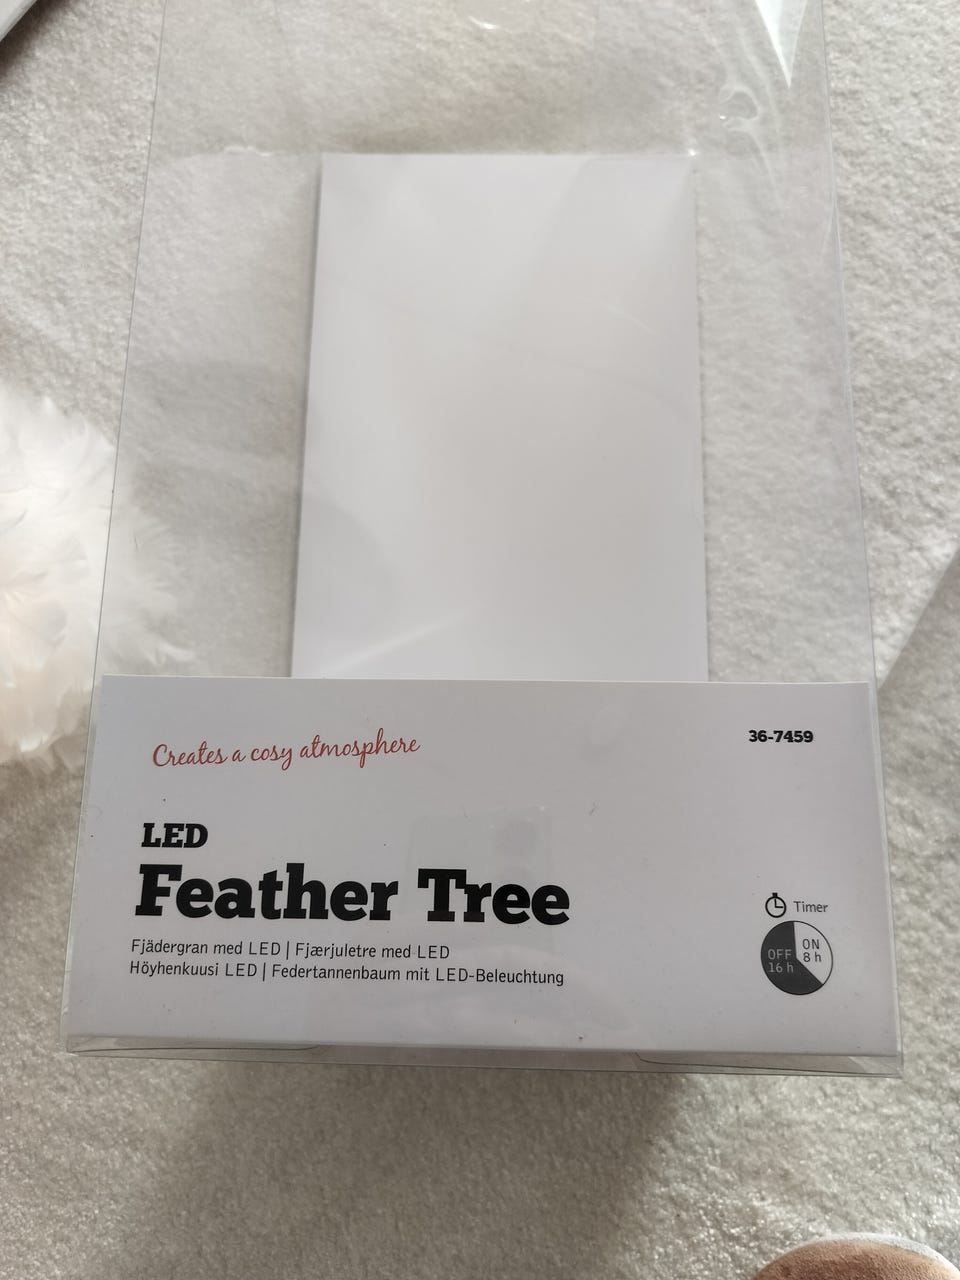 Creates a cosy atmosphere
36-7459
LED
Feather Tree
Fjädergran med LED | Fjærjuletre med LED
Höyhenkuusi LED | Federtannenbaum mit LED-Beleuchtung
Timer
ON
8 h
OFF
16 h